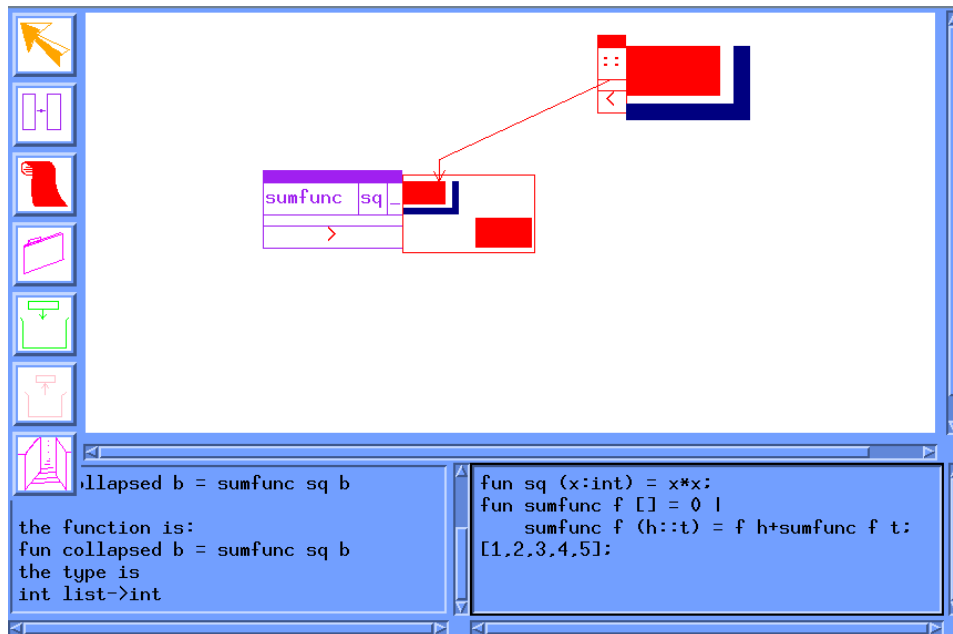 ::
<
sumfunc sq _
>
ollapsed b = sumfunc sq b
the function is:
fun collapsed b = sumfunc sq b
the type is
int list->int
fun sq (x:int) = x*x;
fun sumfunc f [] = 0 |
sumfunc f (h::t) = f h+sumfunc f t;
[1,2,3,4,5];